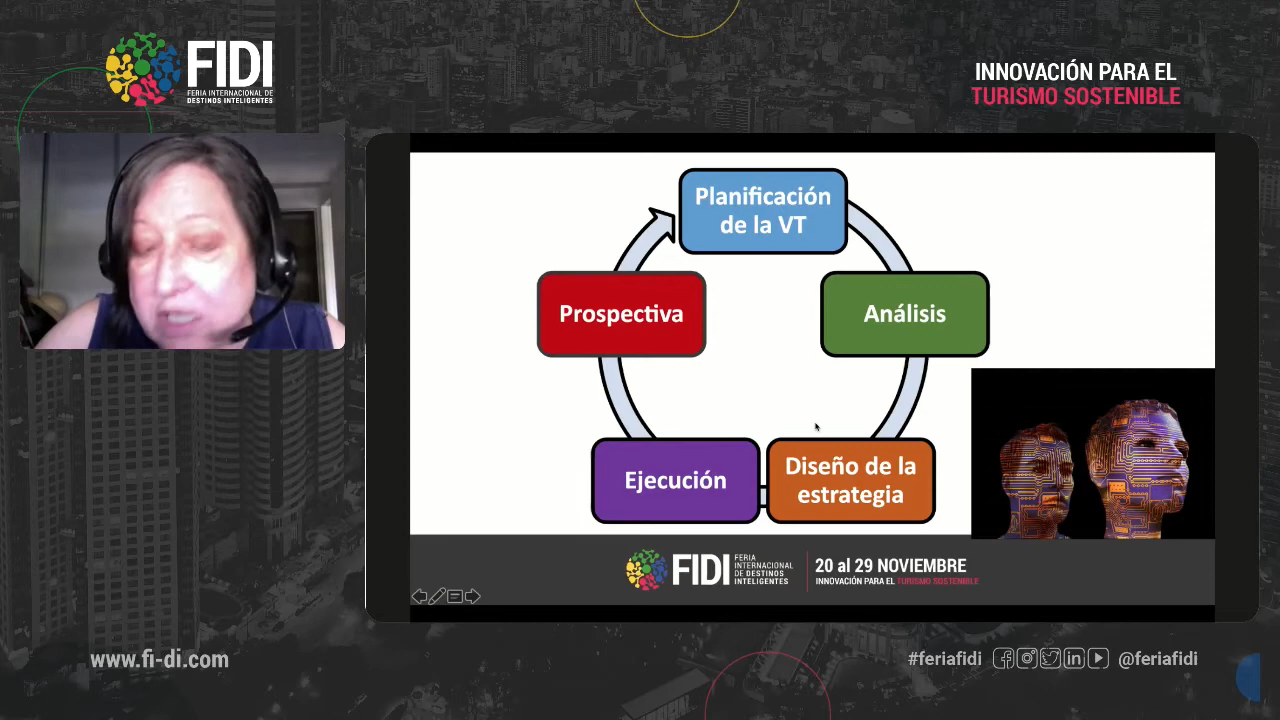 FIDI
FERIA INTERNACIONAL DE
DESTINOS INTELIGENTES
INNOVACIÓN PARA EL
TURISMO SOSTENIBLE
Planificación
de la VT
Prospectiva
Análisis
Ejecución
Diseño de la
estrategia
FIDI
FERIA
INTERNACIONAL
DE DESTINOS
INTELIGENTES
20 al 29 NOVIEMBRE
INNOVACIÓN PARA EL TURISMO SOSTENIBLE
www.fi-di.com
#feriafidi
@feriafidi